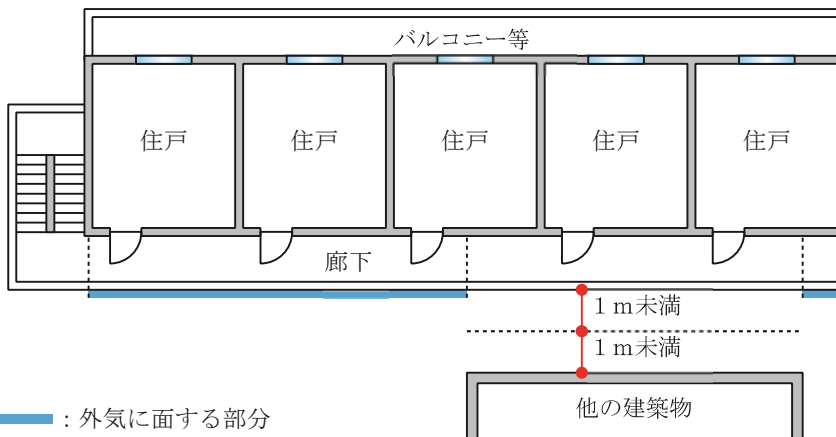 バルコニー等
住戸
住戸
住戸
住戸
住戸
廊下
1m未満
1m未満
他の建築物
:外気に面する部分